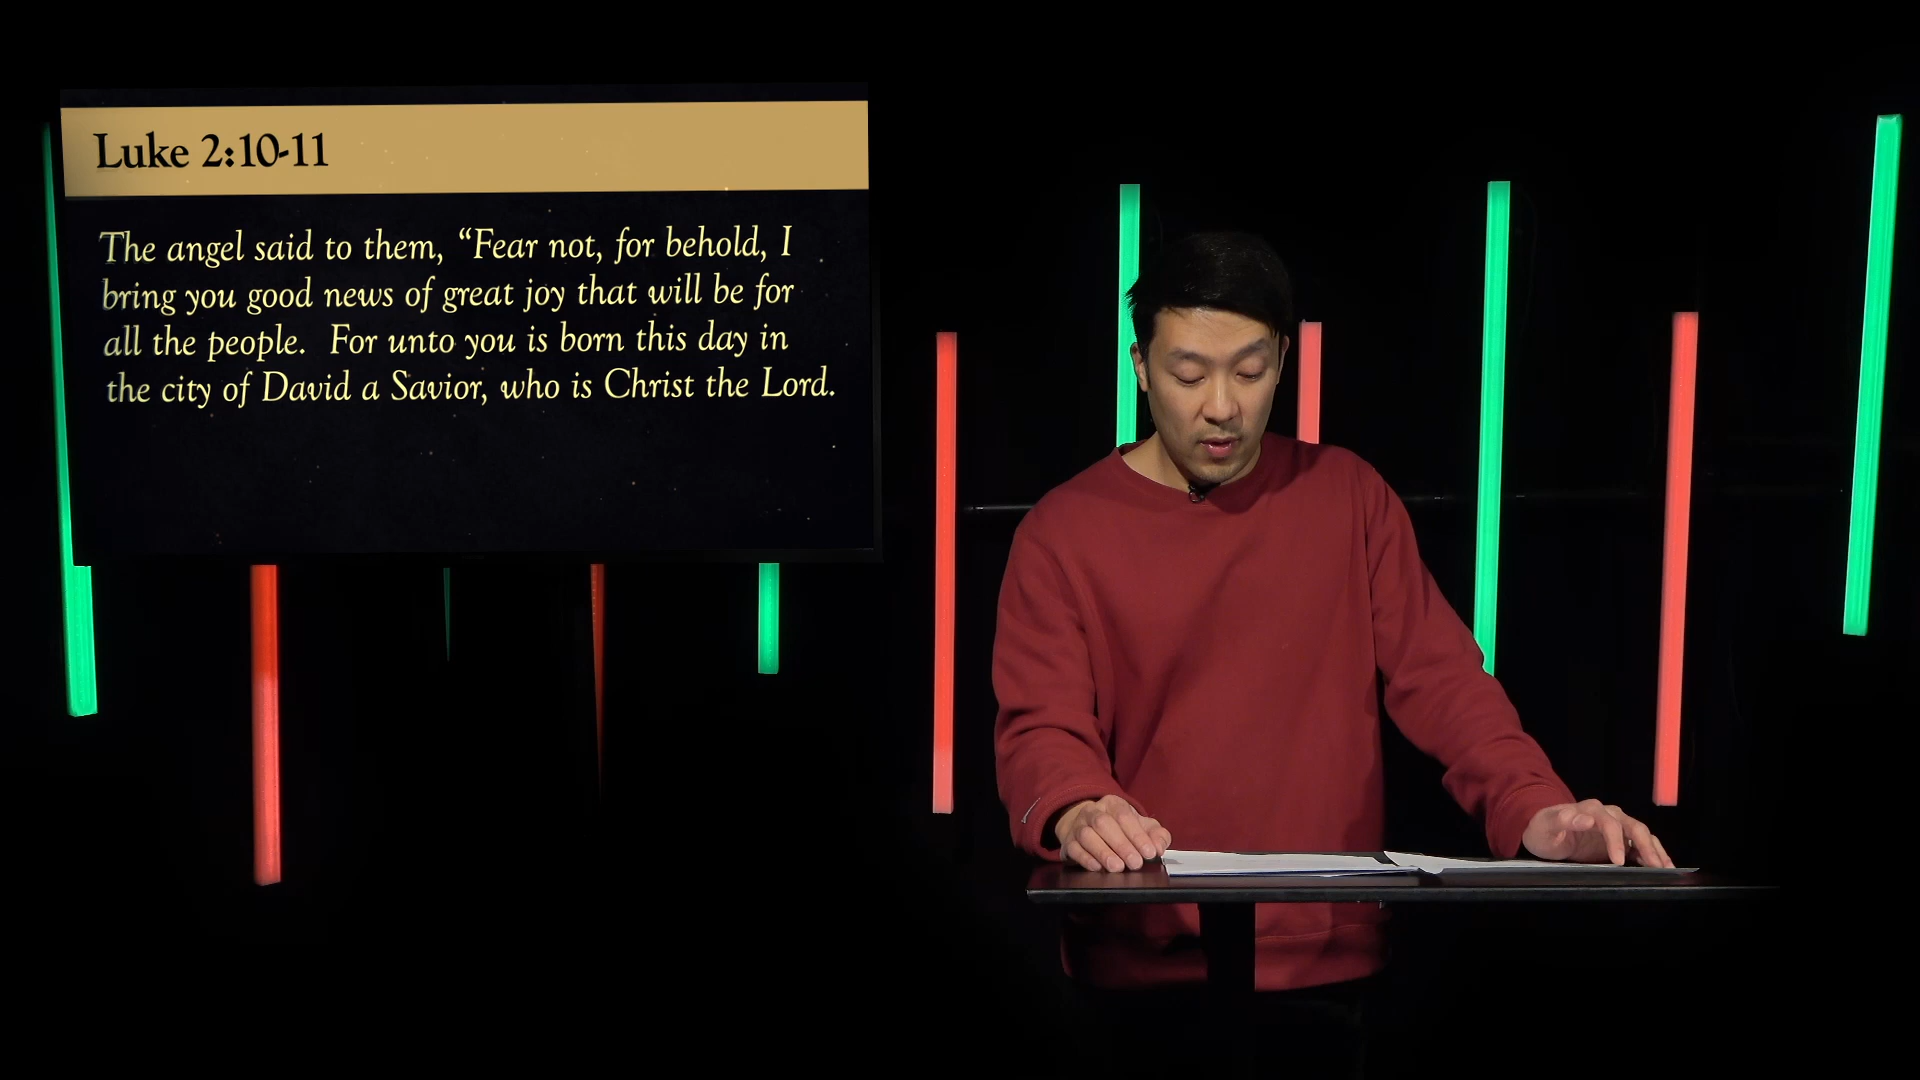 Luke 2:10-11
The angel said to them, “Fear not, for behold, I
bring you good news of great joy that will be for
all the people.  For unto you is born this day in
the city of David a Savior, who is Christ the Lord.